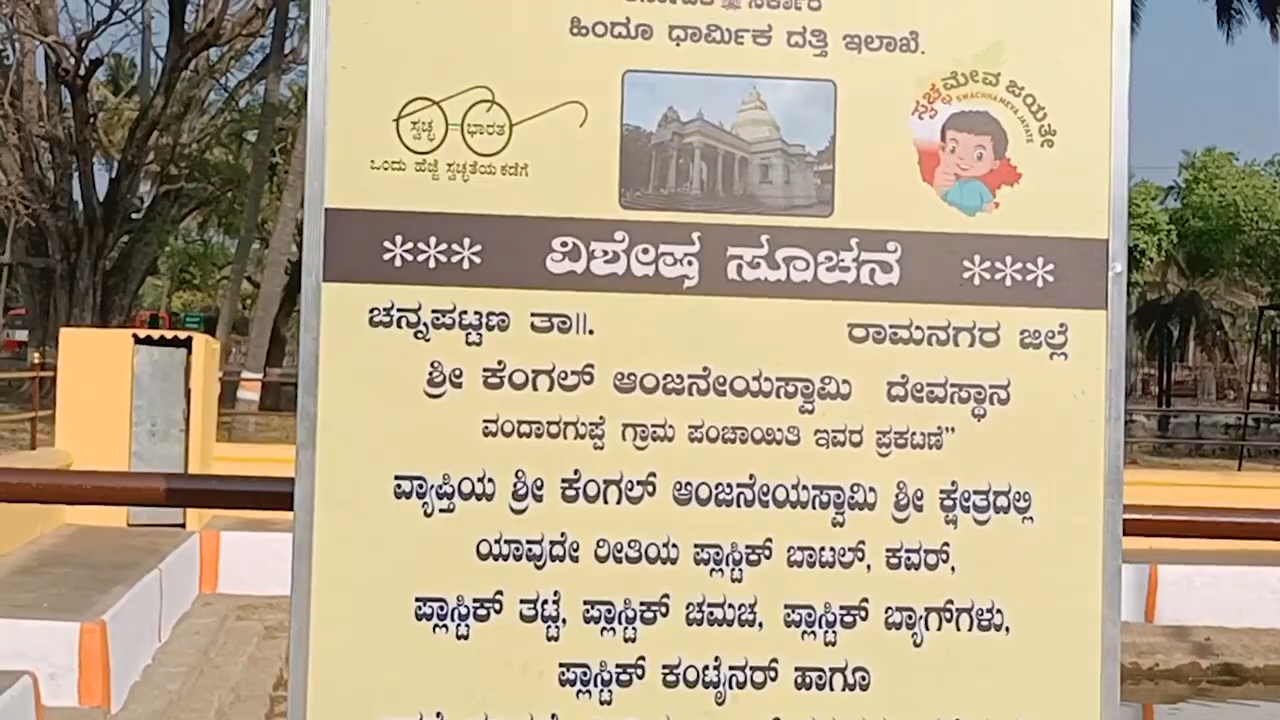 ಸರ್ಕಾರ
ಹಿಂದೂ ಧಾರ್ಮಿಕ ದತ್ತಿ ಇಲಾಖೆ.
ಸ್ವಚ್ಛ ಭಾರತ
ಒಂದು ಹೆಜ್ಜೆ ಸ್ವಚ್ಛತೆಯ ಕಡೆಗೆ
ಸ್ವಚ್ಛಮೇವ ಜಯತೇ
SWACHHAMEVA JAYATE
*** ವಿಶೇಷ ಸೂಚನೆ ***
ಚನ್ನಪಟ್ಟಣ ತಾ||. ರಾಮನಗರ ಜಿಲ್ಲೆ
ಶ್ರೀ ಕೆಂಗಲ್ ಆಂಜನೇಯಸ್ವಾಮಿ ದೇವಸ್ಥಾನ
ವಂದಾರಗುಪ್ಪೆ ಗ್ರಾಮ ಪಂಚಾಯಿತಿ ಇವರ ಪ್ರಕಟಣೆ"
ವ್ಯಾಪ್ತಿಯ ಶ್ರೀ ಕೆಂಗಲ್ ಆಂಜನೇಯಸ್ವಾಮಿ ಶ್ರೀ ಕ್ಷೇತ್ರದಲ್ಲಿ
ಯಾವುದೇ ರೀತಿಯ ಪ್ಲಾಸ್ಟಿಕ್ ಬಾಟಲ್, ಕವರ್,
ಪ್ಲಾಸ್ಟಿಕ್ ತಟ್ಟೆ, ಪ್ಲಾಸ್ಟಿಕ್ ಚಮಚ, ಪ್ಲಾಸ್ಟಿಕ್ ಬ್ಯಾಗ್‌ಗಳು,
ಪ್ಲಾಸ್ಟಿಕ್ ಕಂಟೈನರ್ ಹಾಗೂ